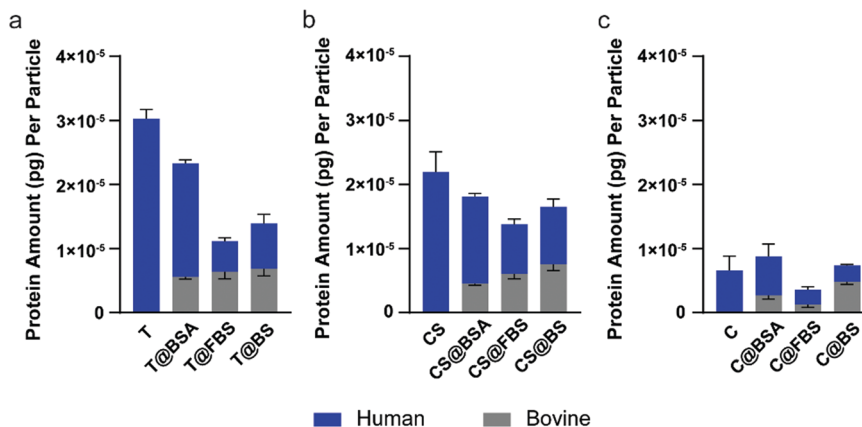 a
Protein Amount (pg) Per Particle
4×10⁻⁵
3×10⁻⁵
2×10⁻⁵
1×10⁻⁵
0
T
T@BSA
T@FBS
T@BS
b
Protein Amount (pg) Per Particle
4×10⁻⁵
3×10⁻⁵
2×10⁻⁵
1×10⁻⁵
0
CS
CS@BSA
CS@FBS
CS@BS
c
Protein Amount (pg) Per Particle
4×10⁻⁵
3×10⁻⁵
2×10⁻⁵
1×10⁻⁵
0
C
C@BSA
C@FBS
C@BS
Human
Bovine